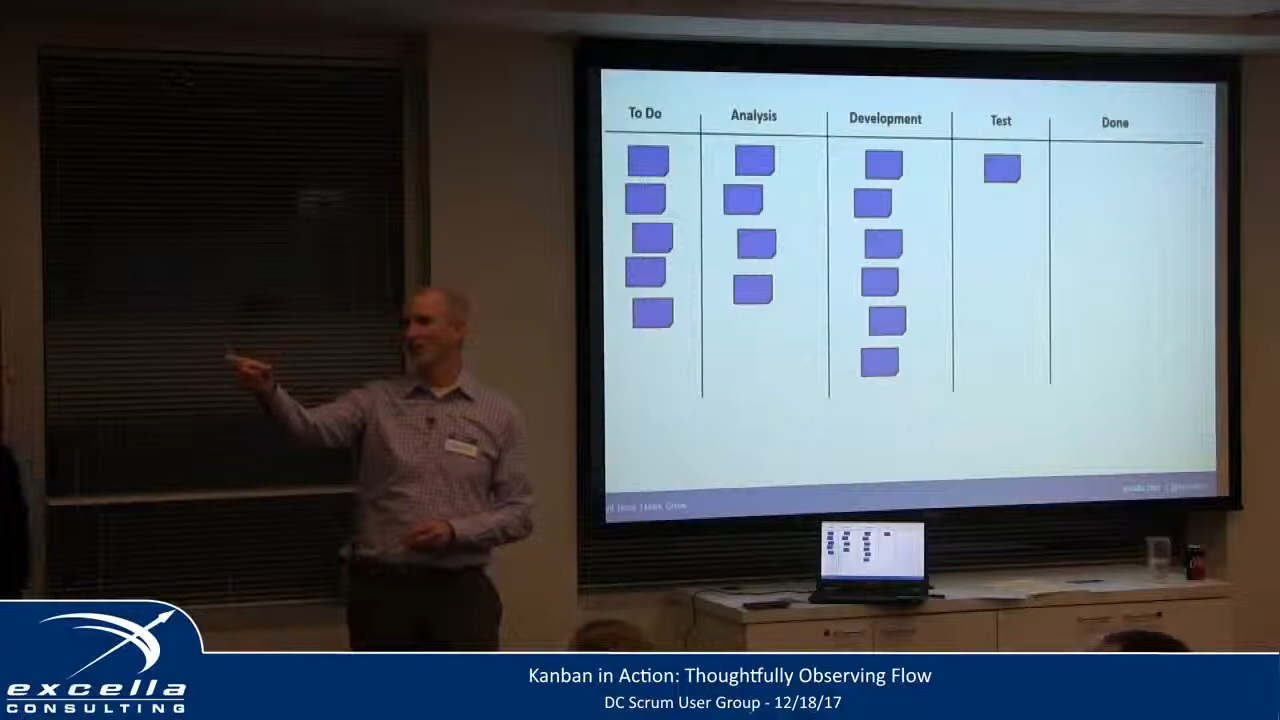 To Do
Analysis
Development
Test
Done
excella
CONSULTING
Kanban in Action: Thoughtfully Observing Flow
DC Scrum User Group - 12/18/17